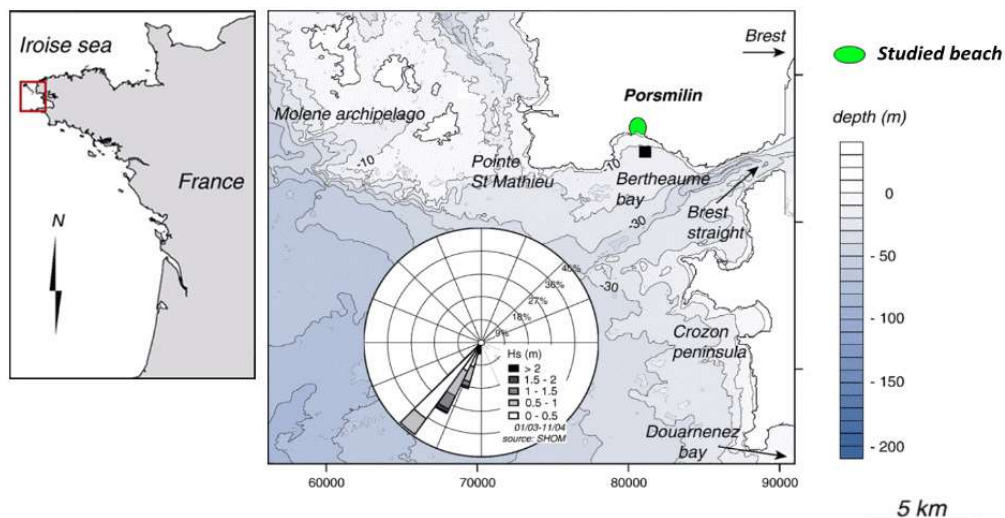 Iroise sea
France
N
Brest
Porsmilin
Molene archipelago
-10
Pointe
St Mathieu
-10
Bertheaume
bay
-30
Brest
straight
-30
45%
36%
27%
18%
9%
Crozon
peninsula
Hs (m)
> 2
1.5 - 2
1 - 1.5
0.5 - 1
0 - 0.5
01/03-11/04
source: SHOM
Douarnenez
bay
60000
70000
80000
90000
Studied beach
depth (m)
0
- 50
- 100
- 150
- 200
5 km